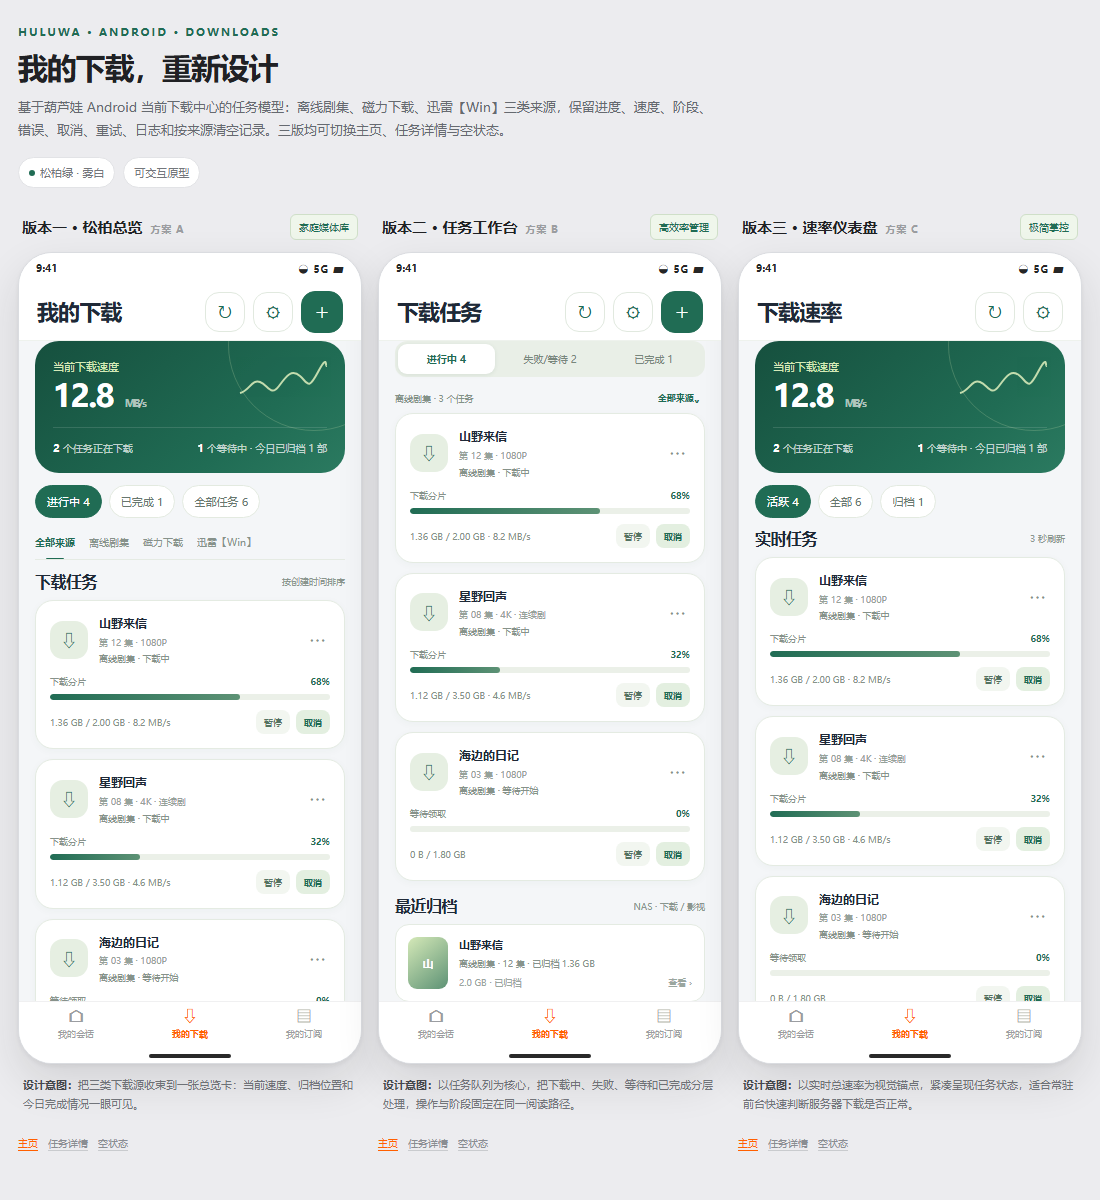 HULUWA • ANDROID • DOWNLOADS
我的下载，重新设计
基于葫芦娃 Android 当前下载中心的任务模型：离线剧集、磁力下载、迅雷【Win】三类来源，保留进度、速度、阶段、
错误、取消、重试、日志和按来源清空记录。三版均可切换主页、任务详情与空状态。
松柏绿 · 雾白
可交互原型
版本一 • 松柏总览 方案 A
家庭媒体库
9:41
5G
我的下载
当前下载速度
12.8 MB/s
2 个任务正在下载
1 个等待中 · 今日已归档 1 部
进行中 4
已完成 1
全部任务 6
全部来源
离线剧集
磁力下载
迅雷【Win】
下载任务
按创建时间排序
山野来信
第 12 集 · 1080P
离线剧集 · 下载中
下载分片
68%
1.36 GB / 2.00 GB · 8.2 MB/s
暂停
取消
星野回声
第 08 集 · 4K · 连续剧
离线剧集 · 下载中
下载分片
32%
1.12 GB / 3.50 GB · 4.6 MB/s
暂停
取消
海边的日记
第 03 集 · 1080P
离线剧集 · 等待开始
等待领取
0%
我的会话
我的下载
我的订阅
设计意图：把三类下载源收束到一张总览卡：当前速度、归档位置和
今日完成情况一眼可见。
主页
任务详情
空状态
版本二 • 任务工作台 方案 B
高效率管理
9:41
5G
下载任务
进行中 4
失败/等待 2
已完成 1
离线剧集 · 3 个任务
全部来源
山野来信
第 12 集 · 1080P
离线剧集 · 下载中
下载分片
68%
1.36 GB / 2.00 GB · 8.2 MB/s
暂停
取消
星野回声
第 08 集 · 4K · 连续剧
离线剧集 · 下载中
下载分片
32%
1.12 GB / 3.50 GB · 4.6 MB/s
暂停
取消
海边的日记
第 03 集 · 1080P
离线剧集 · 等待开始
等待领取
0%
0 B / 1.80 GB
暂停
取消
最近归档
NAS · 下载 / 影视
山
山野来信
离线剧集 · 12 集 · 已归档 1.36 GB
2.0 GB · 已归档
查看 ›
我的会话
我的下载
我的订阅
设计意图：以任务队列为核心，把下载中、失败、等待和已完成分层
处理，操作与阶段固定在同一阅读路径。
主页
任务详情
空状态
版本三 • 速率仪表盘 方案 C
极简掌控
9:41
5G
下载速率
当前下载速度
12.8 MB/s
2 个任务正在下载
1 个等待中 · 今日已归档 1 部
活跃 4
全部 6
归档 1
实时任务
3 秒刷新
山野来信
第 12 集 · 1080P
离线剧集 · 下载中
下载分片
68%
1.36 GB / 2.00 GB · 8.2 MB/s
暂停
取消
星野回声
第 08 集 · 4K · 连续剧
离线剧集 · 下载中
下载分片
32%
1.12 GB / 3.50 GB · 4.6 MB/s
暂停
取消
海边的日记
第 03 集 · 1080P
离线剧集 · 等待开始
等待领取
0%
0 B / 1.80 GB
暂停
取消
我的会话
我的下载
我的订阅
设计意图：以实时总速率为视觉锚点，紧凑呈现任务状态，适合常驻
前台快速判断服务器下载是否正常。
主页
任务详情
空状态